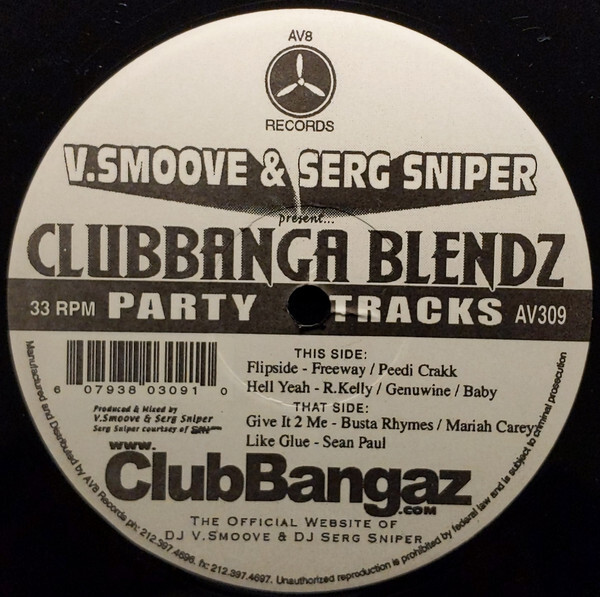 AV8
RECORDS
V.SMOOVE & SERG SNIPER
present...
CLUBBANGA BLENDZ
33 RPM PARTY TRACKS AV309
THIS SIDE:
Flipside - Freeway / Peedi Crakk
Hell Yeah - R.Kelly / Genuwine / Baby
THAT SIDE:
Give It 2 Me - Busta Rhymes / Mariah Carey
Like Glue - Sean Paul
6 07938 03091 0
Produced & Mixed by
V.Smoove & Serg Sniper
Serg Sniper courtesy of
www.
ClubBangaz
.COM
THE OFFICIAL WEBSITE OF
DJ V.SMOOVE & DJ SERG SNIPER
Manufactured and Distributed by AV8 Records ph: 212.397.4696. fx: 212.397.4697. Unauthorized reproduction is prohibited by federal law and is subject to criminal prosecution